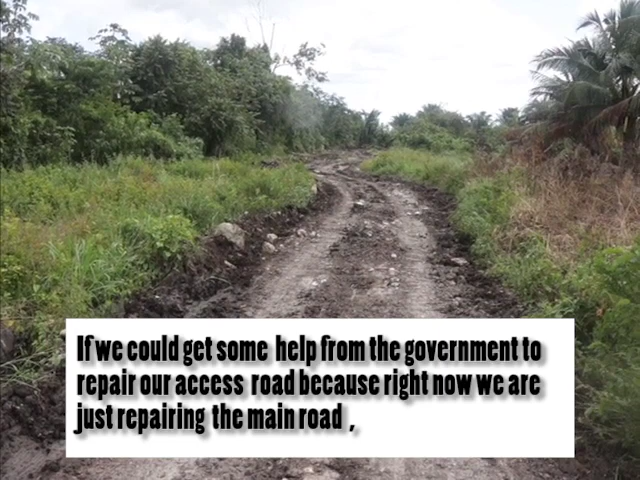 If we could get some help from the government to
repair our access road because right now we are
just repairing the main road ,